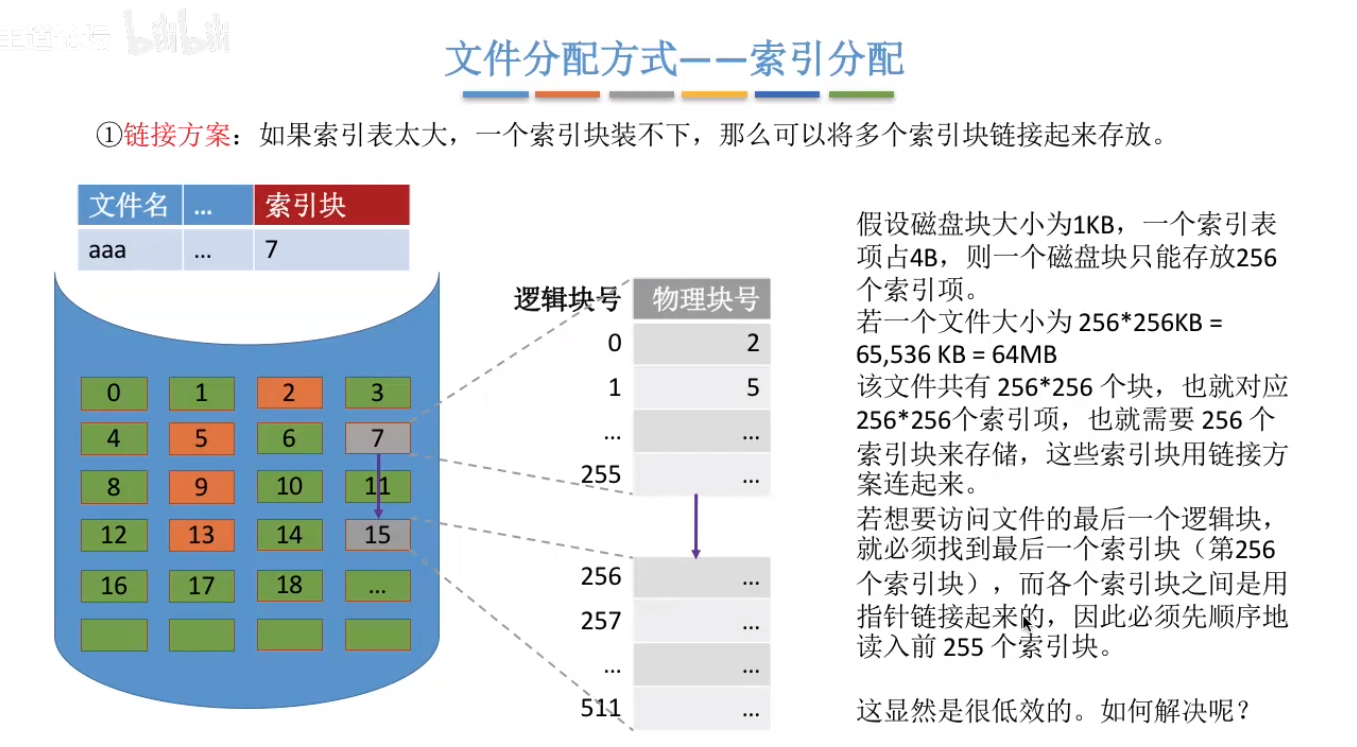 王道论坛 bilibili
文件分配方式——索引分配
①链接方案：如果索引表太大，一个索引块装不下，那么可以将多个索引块链接起来存放。
文件名 ... 索引块
aaa ... 7
0 1 2 3
4 5 6 7
8 9 10 11
12 13 14 15
16 17 18 ...
逻辑块号 物理块号
0 2
1 5
... ...
255 ...
256 ...
257 ...
... ...
511 ...
假设磁盘块大小为1KB，一个索引表
项占4B，则一个磁盘块只能存放256
个索引项。
若一个文件大小为 256*256KB =
65,536 KB = 64MB
该文件共有 256*256 个块，也就对应
256*256个索引项，也就需要 256 个
索引块来存储，这些索引块用链接方
案连起来。
若想要访问文件的最后一个逻辑块，
就必须找到最后一个索引块（第256
个索引块），而各个索引块之间是用
指针链接起来的，因此必须先顺序地
读入前 255 个索引块。
这显然是很低效的。如何解决呢？